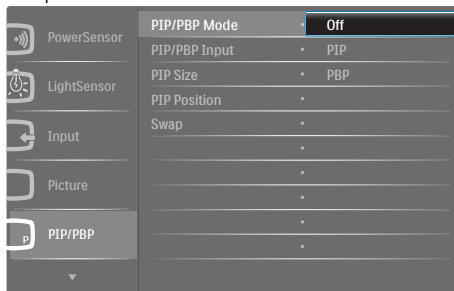 PowerSensor
LightSensor
Input
Picture
P PIP/PBP
PIP/PBP Mode • Off
PIP/PBP Input • PIP
PIP Size • PBP
PIP Position •
Swap •